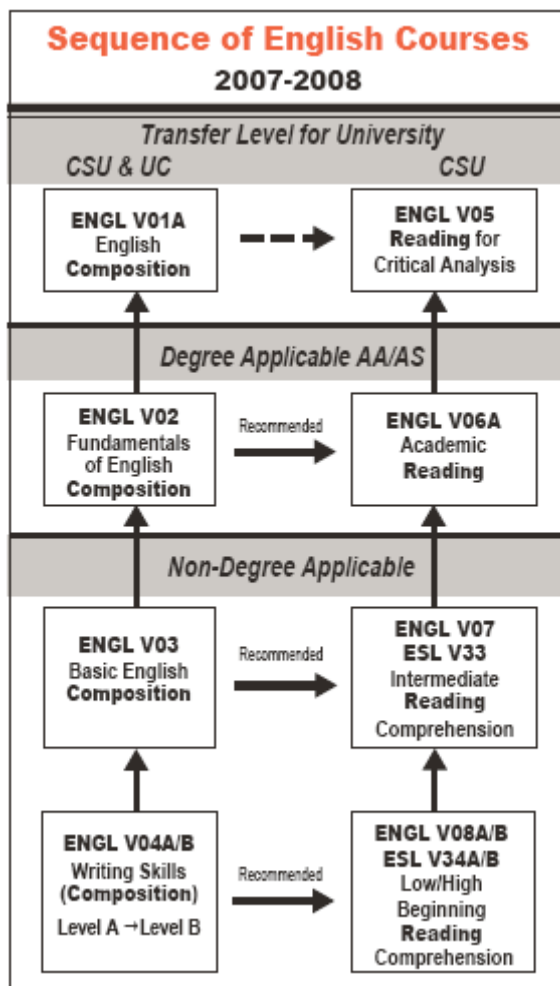 Sequence of English Courses
2007-2008
Transfer Level for University
CSU & UC
CSU
ENGL V01A
English
Composition
ENGL V05
Reading for
Critical Analysis
Degree Applicable AA/AS
ENGL V02
Fundamentals
of English
Composition
Recommended
ENGL V06A
Academic
Reading
Non-Degree Applicable
ENGL V03
Basic English
Composition
Recommended
ENGL V07
ESL V33
Intermediate
Reading
Comprehension
ENGL V04A/B
Writing Skills
(Composition)
Level A →Level B
Recommended
ENGL V08A/B
ESL V34A/B
Low/High
Beginning
Reading
Comprehension